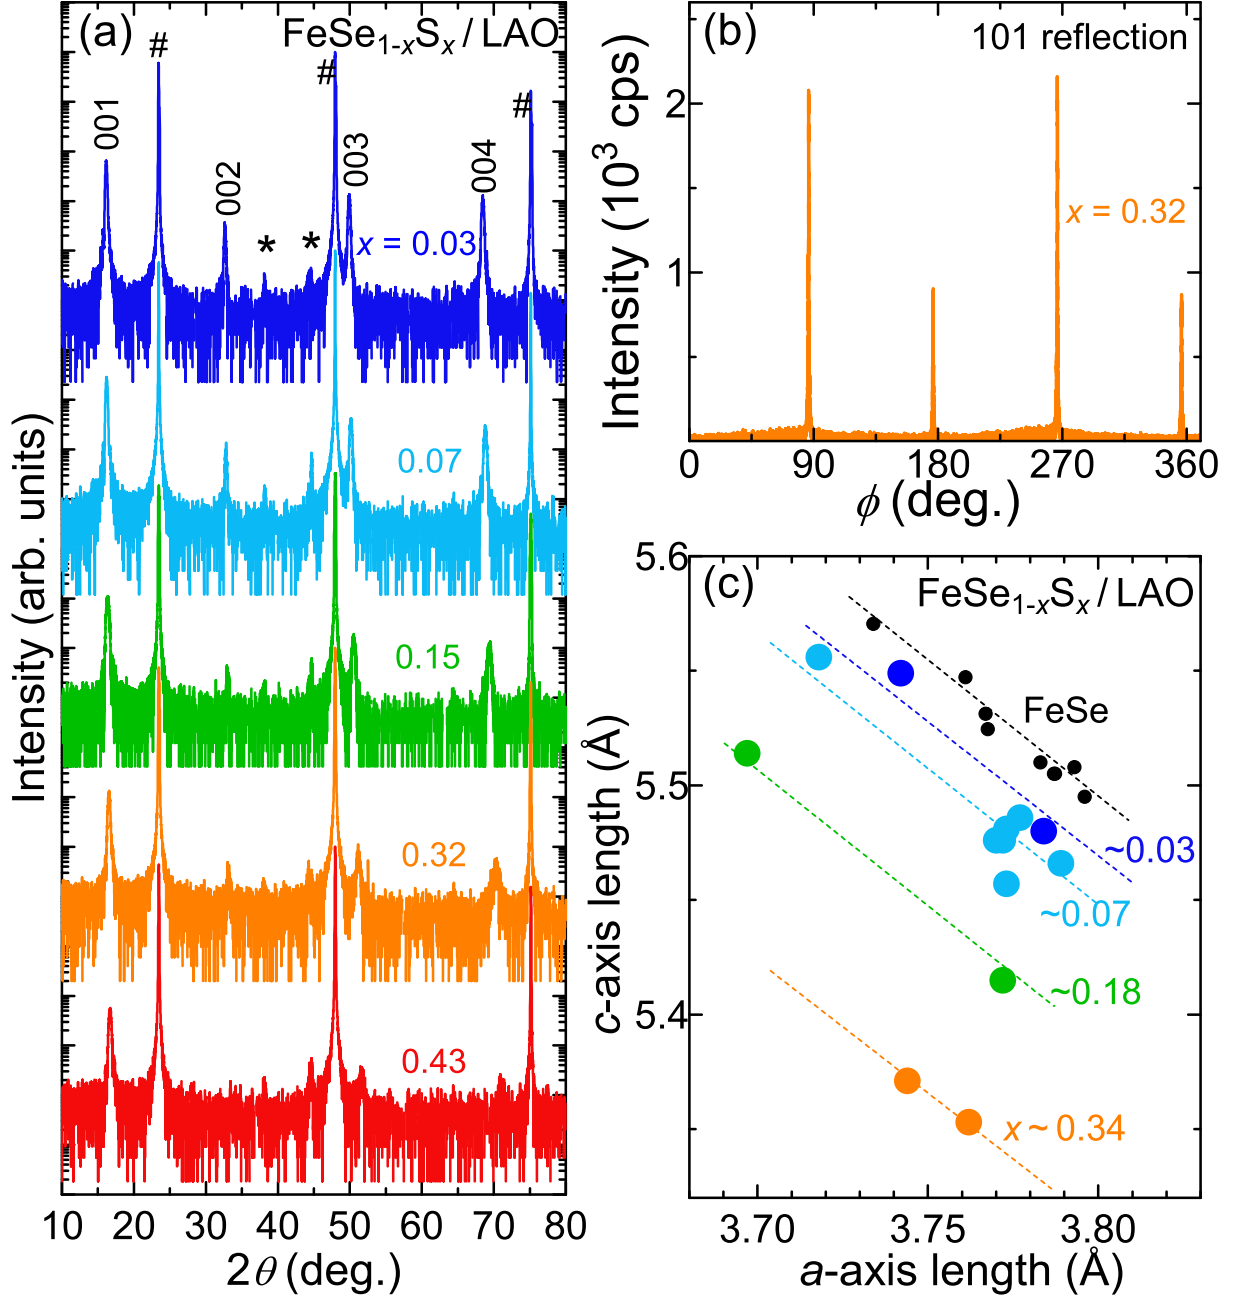 (a)
FeSe1-xSx / LAO
#
#
#
001
002
003
004
*
*
x = 0.03
0.07
0.15
0.32
0.43
Intensity (arb. units)
10 20 30 40 50 60 70 80
2θ (deg.)
(b)
101 reflection
x = 0.32
Intensity (10³ cps)
2
1
0 90 180 270 360
ϕ (deg.)
(c)
FeSe1-xSx / LAO
FeSe
~0.03
~0.07
~0.18
x ~ 0.34
c-axis length (Å)
5.6
5.5
5.4
3.70 3.75 3.80
a-axis length (Å)